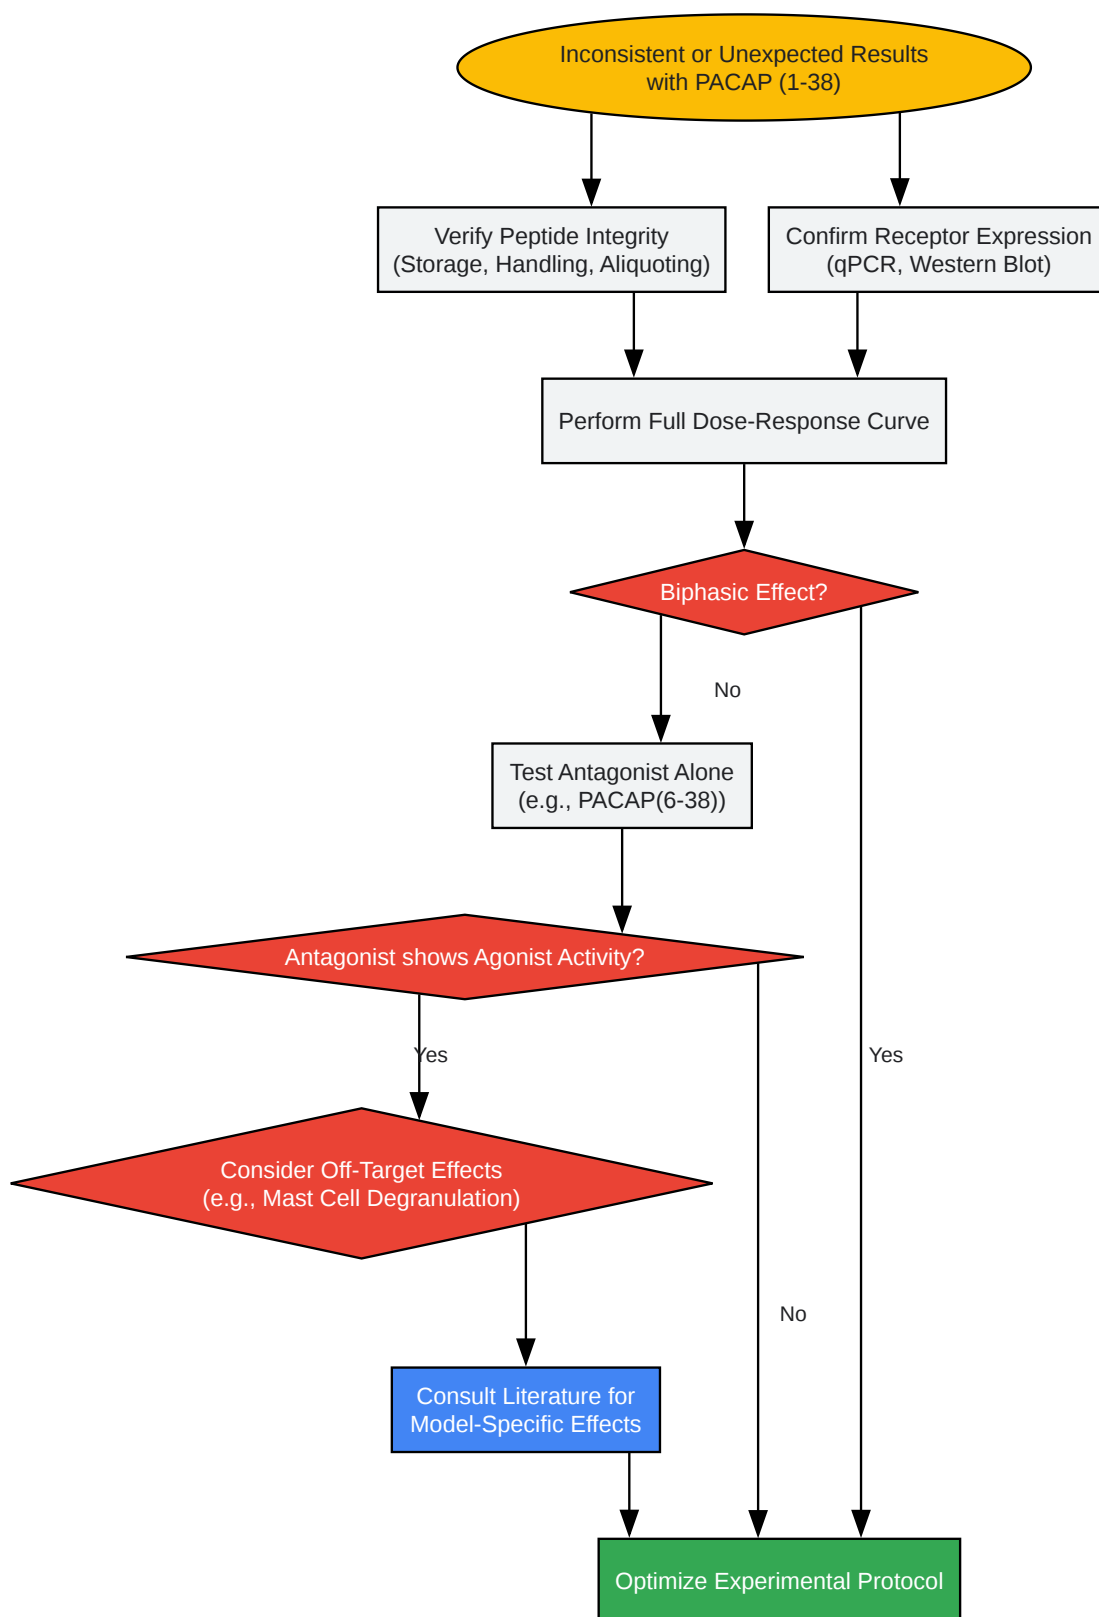 Inconsistent or Unexpected Results
with PACAP (1-38)
Verify Peptide Integrity
(Storage, Handling, Aliquoting)
Confirm Receptor Expression
(qPCR, Western Blot)
Perform Full Dose-Response Curve
Biphasic Effect?
No
Test Antagonist Alone
(e.g., PACAP(6-38))
Antagonist shows Agonist Activity?
Yes
Yes
Consider Off-Target Effects
(e.g., Mast Cell Degranulation)
No
Consult Literature for
Model-Specific Effects
Optimize Experimental Protocol